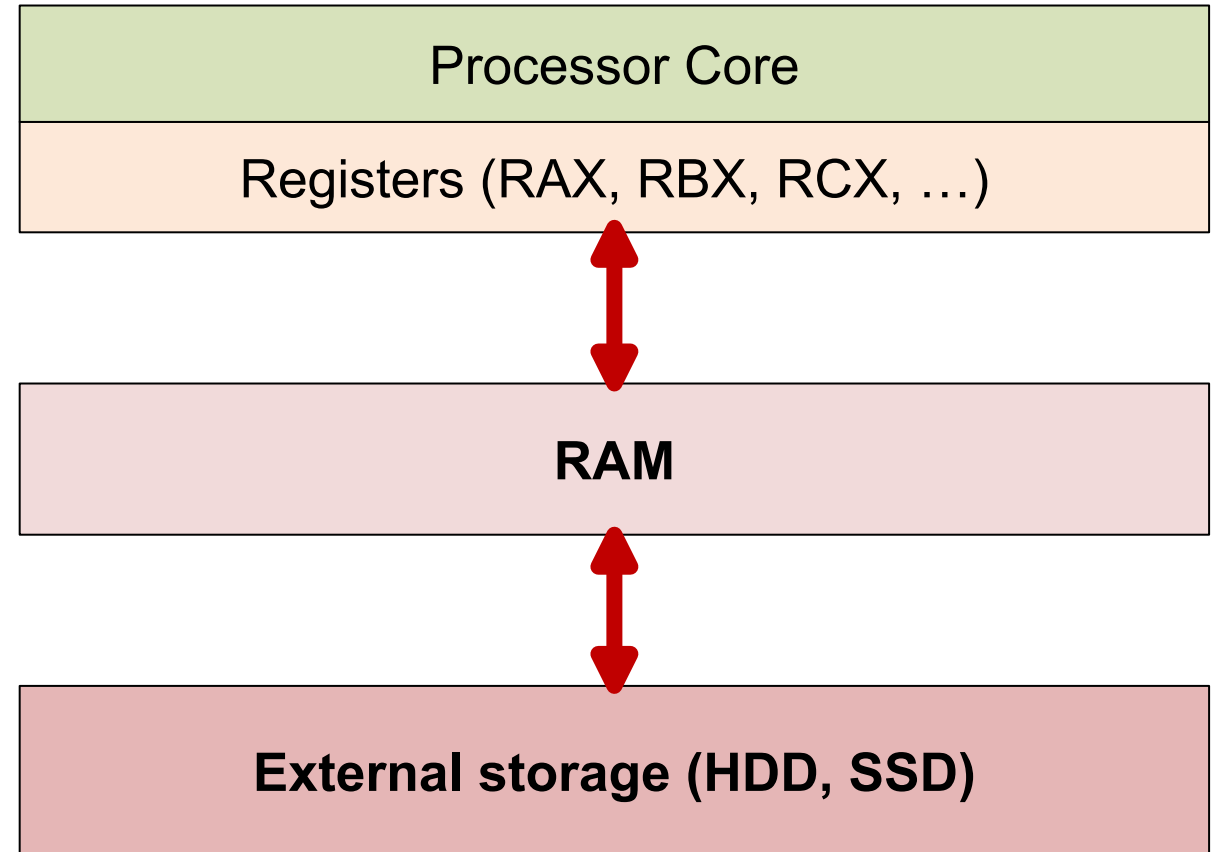 Processor Core
Registers (RAX, RBX, RCX, …)
RAM
External storage (HDD, SSD)